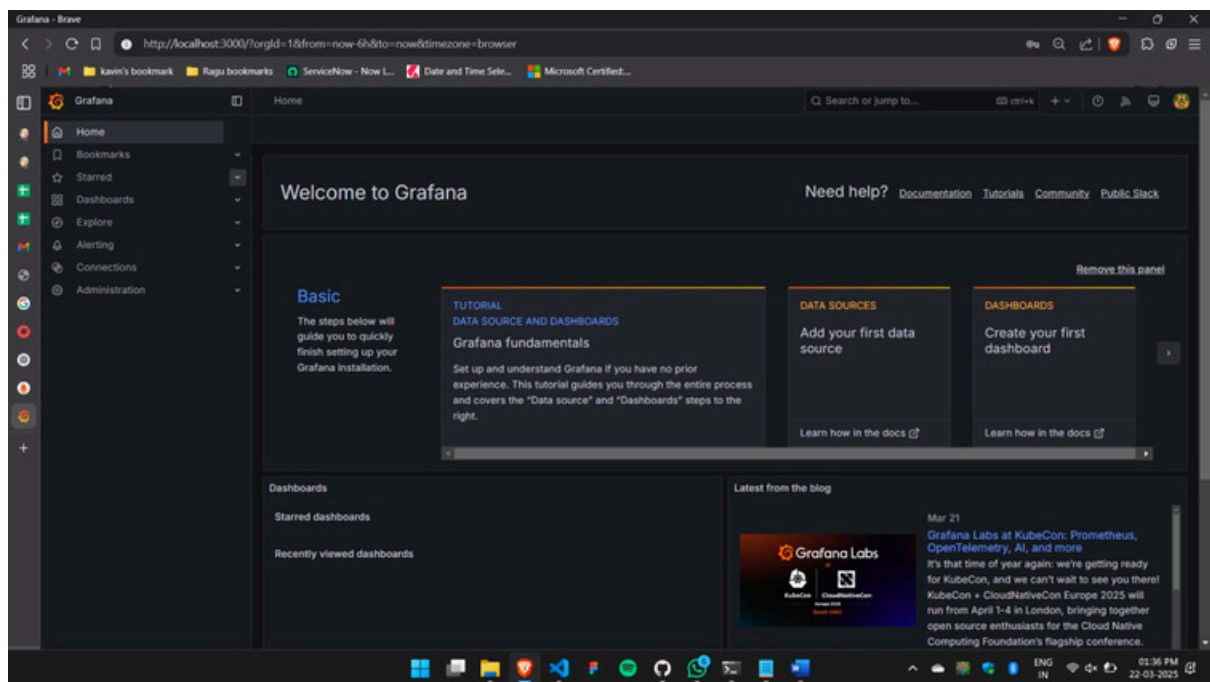 Grafana - Brave
http://localhost:3000/?orgId=1&from=now-6h&to=now&timezone=browser
kavin's bookmark
Ragu bookmarks
ServiceNow - Now L...
Date and Time Sele...
Microsoft Certified:...
Grafana
Home
Search or jump to...
ctrl+k
Home
Bookmarks
Starred
Dashboards
Explore
Alerting
Connections
Administration
Welcome to Grafana
Need help?
Documentation
Tutorials
Community
Public Slack
Remove this panel
Basic
The steps below will
guide you to quickly
finish setting up your
Grafana installation.
TUTORIAL
DATA SOURCE AND DASHBOARDS
Grafana fundamentals
Set up and understand Grafana if you have no prior
experience. This tutorial guides you through the entire process
and covers the "Data source" and "Dashboards" steps to the
right.
DATA SOURCES
Add your first data
source
Learn how in the docs
DASHBOARDS
Create your first
dashboard
Learn how in the docs
Dashboards
Starred dashboards
Recently viewed dashboards
Latest from the blog
Grafana Labs
at
KubeCon
CloudNativeCon
Europe 2025
Mar 21
Grafana Labs at KubeCon: Prometheus,
OpenTelemetry, AI, and more
It's that time of year again: we're getting ready
for KubeCon, and we can't wait to see you there!
KubeCon + CloudNativeCon Europe 2025 will
run from April 1-4 in London, bringing together
open source enthusiasts for the Cloud Native
Computing Foundation's flagship conference.
ENG
IN
01:36 PM
22-03-2025